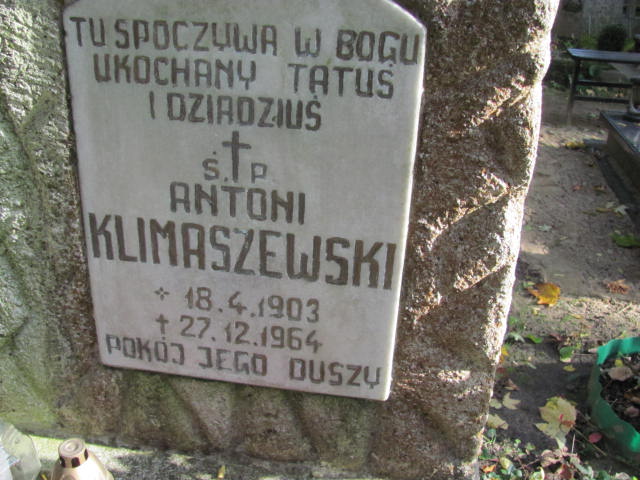 TU SPOCZYWA W BOGU
UKOCHANY TATUŚ
I DZIADZIUŚ
Ś.P
ANTONI
KLIMASZEWSKI
18.4.1903
27.12.1964
POKÓJ JEGO DUSZY